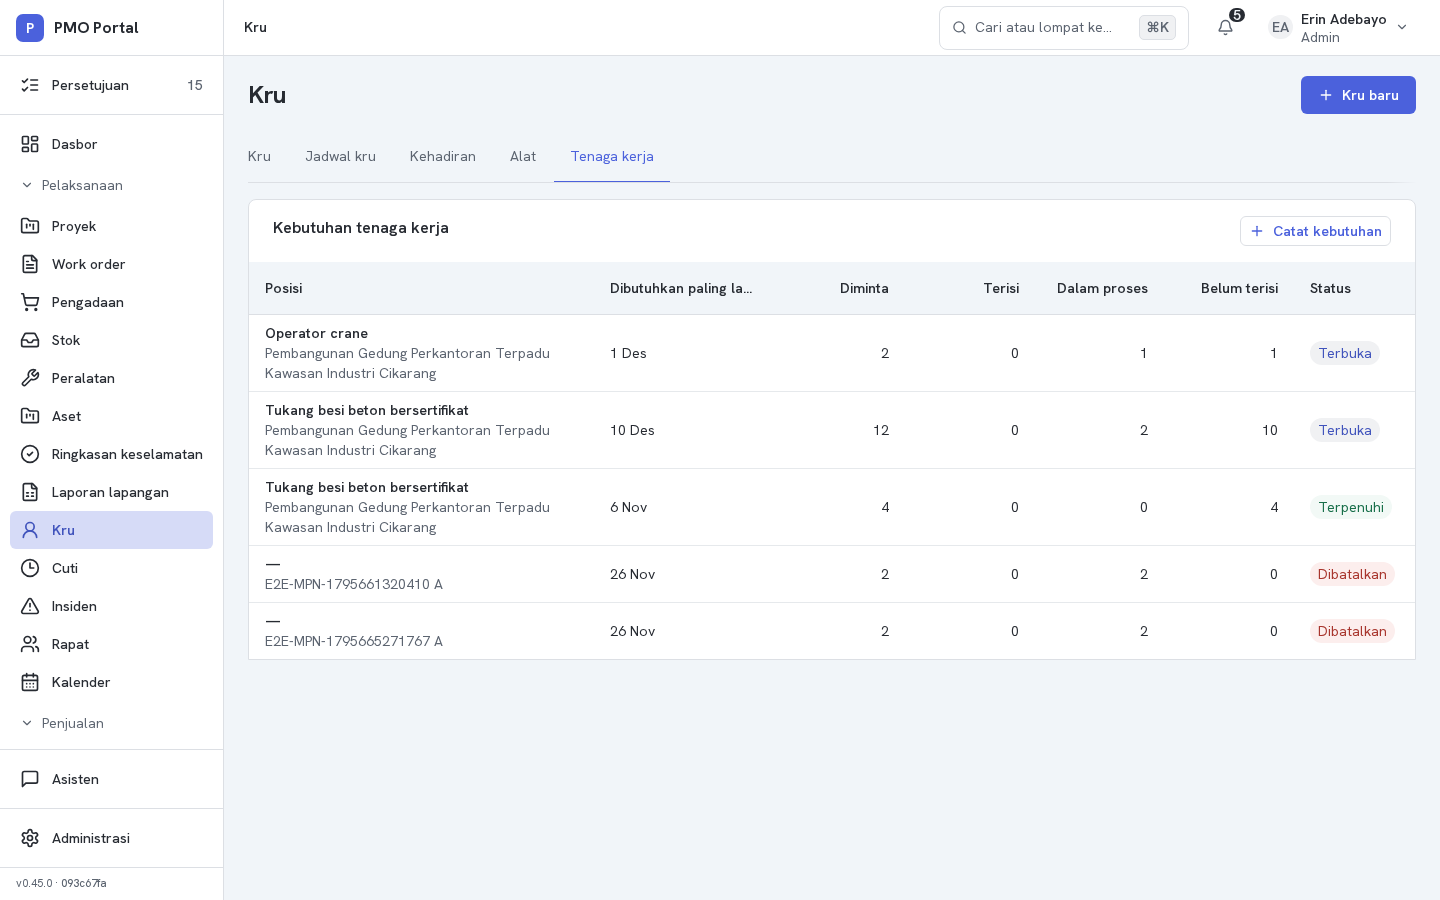 P PMO Portal
Kru
Cari atau lompat ke...
⌘K
5
EA
Erin Adebayo
Admin
Persetujuan 15
Dasbor
Pelaksanaan
Proyek
Work order
Pengadaan
Stok
Peralatan
Aset
Ringkasan keselamatan
Laporan lapangan
Kru
Cuti
Insiden
Rapat
Kalender
Penjualan
Asisten
Administrasi
v0.45.0 · 093c67fa
Kru
Kru baru
Kru Jadwal kru Kehadiran Alat Tenaga kerja
Kebutuhan tenaga kerja
Catat kebutuhan
Posisi Dibutuhkan paling la... Diminta Terisi Dalam proses Belum terisi Status
Operator crane
Pembangunan Gedung Perkantoran Terpadu
Kawasan Industri Cikarang
1 Des 2 0 1 1 Terbuka
Tukang besi beton bersertifikat
Pembangunan Gedung Perkantoran Terpadu
Kawasan Industri Cikarang
10 Des 12 0 2 10 Terbuka
Tukang besi beton bersertifikat
Pembangunan Gedung Perkantoran Terpadu
Kawasan Industri Cikarang
6 Nov 4 0 0 4 Terpenuhi
—
E2E-MPN-1795661320410 A
26 Nov 2 0 2 0 Dibatalkan
—
E2E-MPN-1795665271767 A
26 Nov 2 0 2 0 Dibatalkan